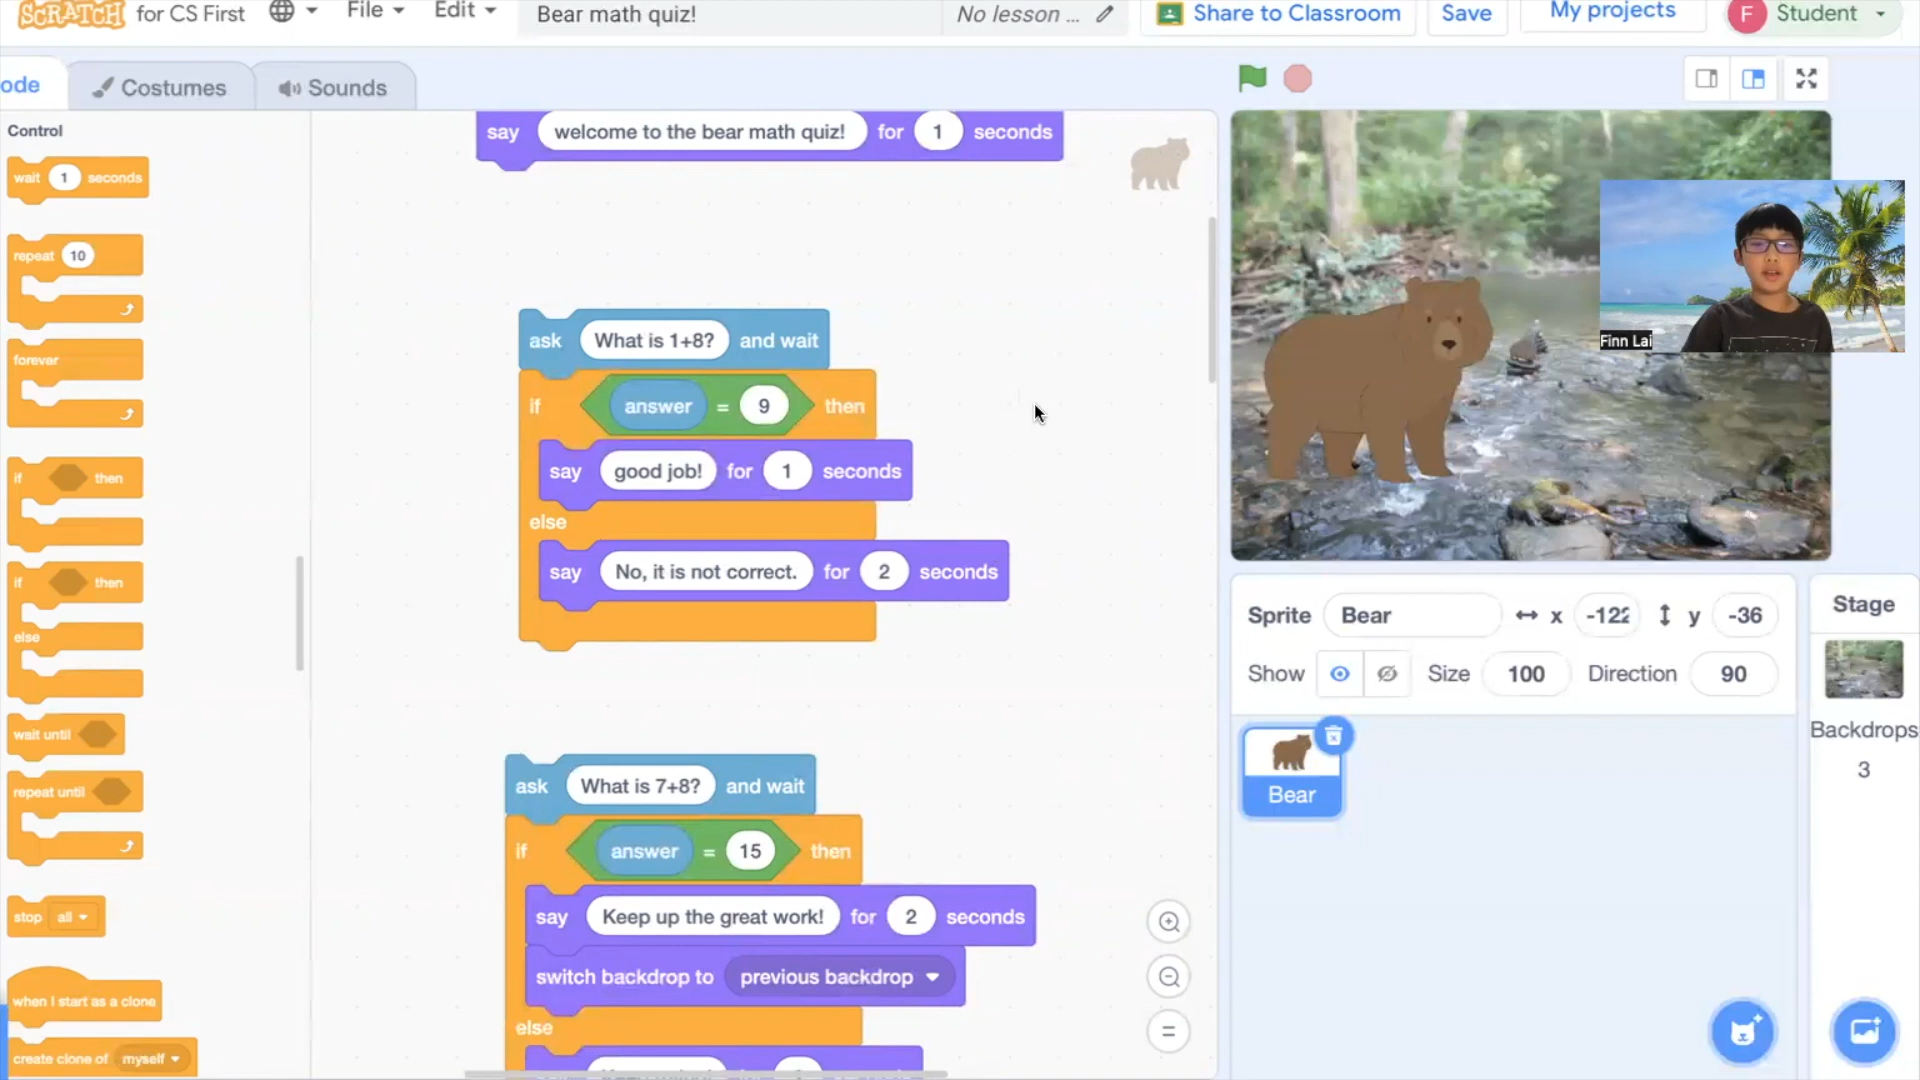 SCRATCH for CS First File Edit Bear math quiz! No lesson ... Share to Classroom Save My projects F Student
ode Costumes Sounds
Control
wait 1 seconds
repeat 10
forever
if then
if then
else
wait until
repeat until
stop all
when I start as a clone
create clone of myself
say welcome to the bear math quiz! for 1 seconds
ask What is 1+8? and wait
if answer = 9 then
say good job! for 1 seconds
else
say No, it is not correct. for 2 seconds
ask What is 7+8? and wait
if answer = 15 then
say Keep up the great work! for 2 seconds
switch backdrop to previous backdrop
else
Finn Lai
Sprite Bear x -122 y -36
Show Size 100 Direction 90
Bear
Stage
Backdrops
3